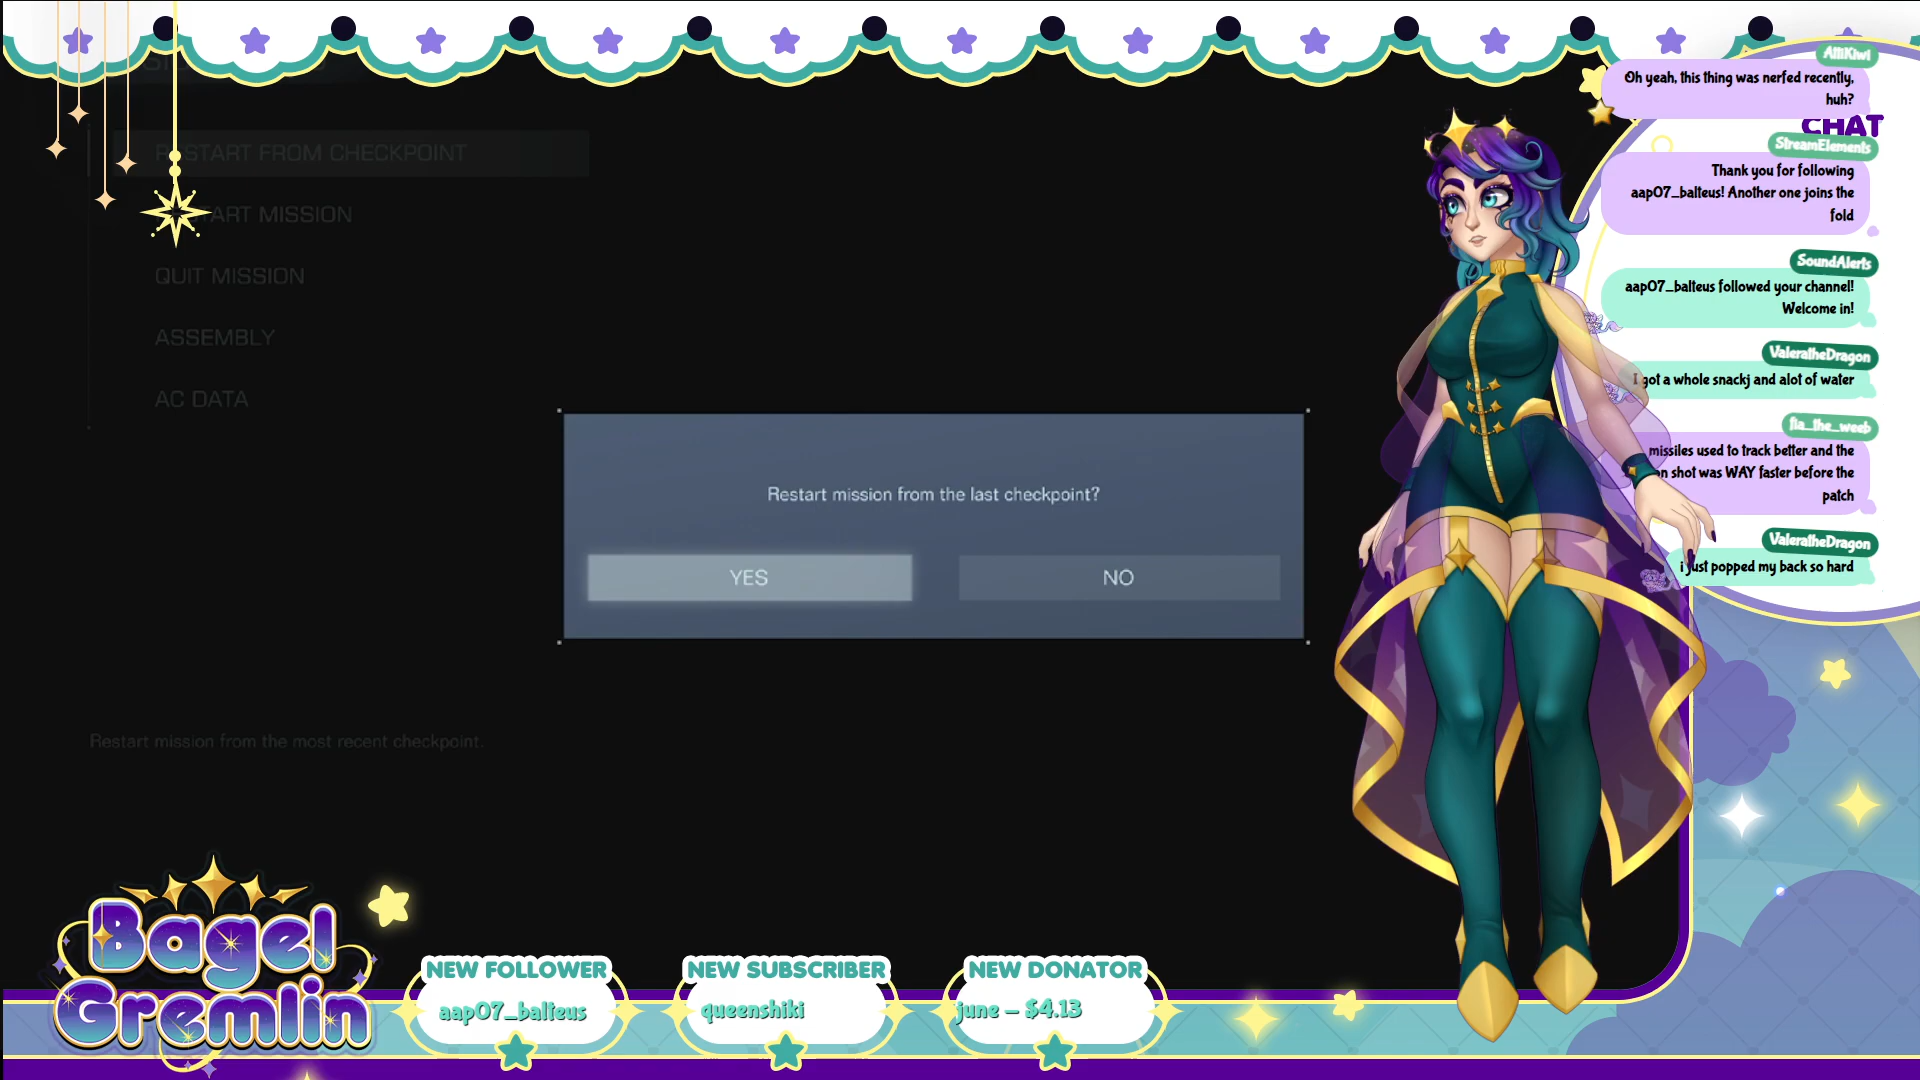 RESTART FROM CHECKPOINT
START MISSION
QUIT MISSION
ASSEMBLY
AC DATA
Restart mission from the last checkpoint?
YES
NO
Restart mission from the most recent checkpoint.
AlliKiwi
Oh yeah, this thing was nerfed recently,
huh?
CHAT
StreamElements
Thank you for following
aap07_balteus! Another one joins the
fold
SoundAlerts
aap07_balteus followed your channel!
Welcome in!
ValeratheDragon
I got a whole snackj and alot of water
fia_the_weeb
missiles used to track better and the
shot was WAY faster before the
patch
ValeratheDragon
i just popped my back so hard
Bagel
Gremlin
NEW FOLLOWER
aap07_balteus
NEW SUBSCRIBER
queenshiki
NEW DONATOR
june – $4.13